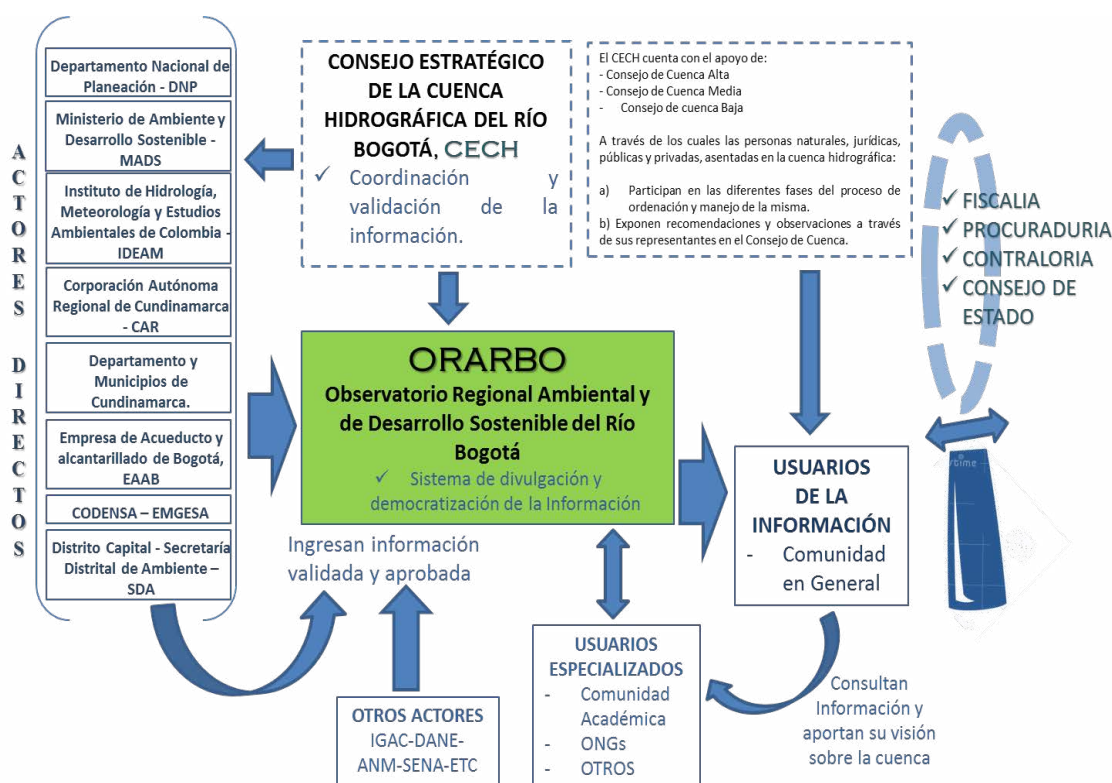 ACTORES DIRECTOS
Departamento Nacional de
Planeación - DNP
Ministerio de Ambiente y
Desarrollo Sostenible -
MADS
Instituto de Hidrología,
Meteorología y Estudios
Ambientales de Colombia -
IDEAM
Corporación Autónoma
Regional de Cundinamarca
- CAR
Departamento y
Municipios de
Cundinamarca.
Empresa de Acueducto y
alcantarillado de Bogotá,
EAAB
CODENSA – EMGESA
Distrito Capital - Secretaría
Distrital de Ambiente –
SDA
CONSEJO ESTRATÉGICO
DE LA CUENCA
HIDROGRÁFICA DEL RÍO
BOGOTÁ, CECH
✓ Coordinación y
validación de la
información.
El CECH cuenta con el apoyo de:
- Consejo de Cuenca Alta
- Consejo de Cuenca Media
- Consejo de cuenca Baja
A través de los cuales las personas naturales, jurídicas,
públicas y privadas, asentadas en la cuenca hidrográfica:
a) Participan en las diferentes fases del proceso de
ordenación y manejo de la misma.
b) Exponen recomendaciones y observaciones a través
de sus representantes en el Consejo de Cuenca.
✓ FISCALIA
✓ PROCURADURIA
✓ CONTRALORIA
✓ CONSEJO DE
ESTADO
ORARBO
Observatorio Regional Ambiental y
de Desarrollo Sostenible del Río
Bogotá
✓ Sistema de divulgación y
democratización de la Información
Ingresan información
validada y aprobada
USUARIOS
DE LA
INFORMACIÓN
- Comunidad
en General
OTROS ACTORES
IGAC-DANE-
ANM-SENA-ETC
USUARIOS
ESPECIALIZADOS
- Comunidad
Académica
- ONGs
- OTROS
Consultan
Información y
aportan su visión
sobre la cuenca